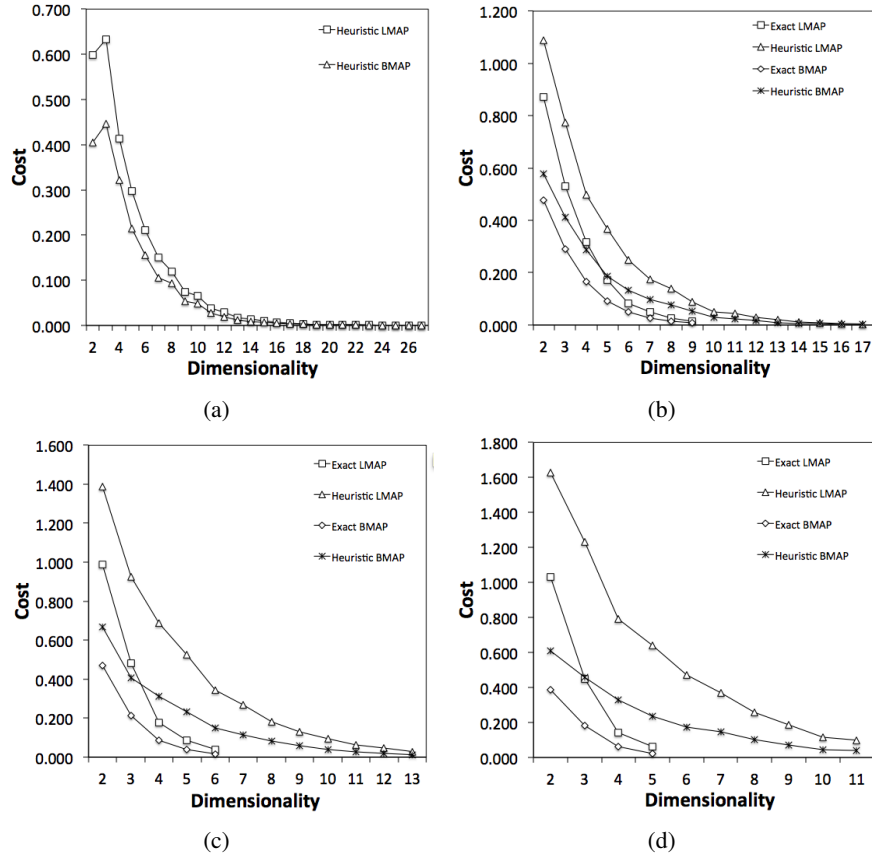 0.700
0.600
0.500
0.400
0.300
0.200
0.100
0.000
Cost
2 4 6 8 10 12 14 16 18 20 22 24 26
Dimensionality
Heuristic LMAP
Heuristic BMAP
(a)
1.200
1.000
0.800
0.600
0.400
0.200
0.000
Cost
2 3 4 5 6 7 8 9 10 11 12 13 14 15 16 17
Dimensionality
Exact LMAP
Heuristic LMAP
Exact BMAP
Heuristic BMAP
(b)
1.600
1.400
1.200
1.000
0.800
0.600
0.400
0.200
0.000
Cost
2 3 4 5 6 7 8 9 10 11 12 13
Dimensionality
Exact LMAP
Heuristic LMAP
Exact BMAP
Heuristic BMAP
(c)
1.800
1.600
1.400
1.200
1.000
0.800
0.600
0.400
0.200
0.000
Cost
2 3 4 5 6 7 8 9 10 11
Dimensionality
Exact LMAP
Heuristic LMAP
Exact BMAP
Heuristic BMAP
(d)